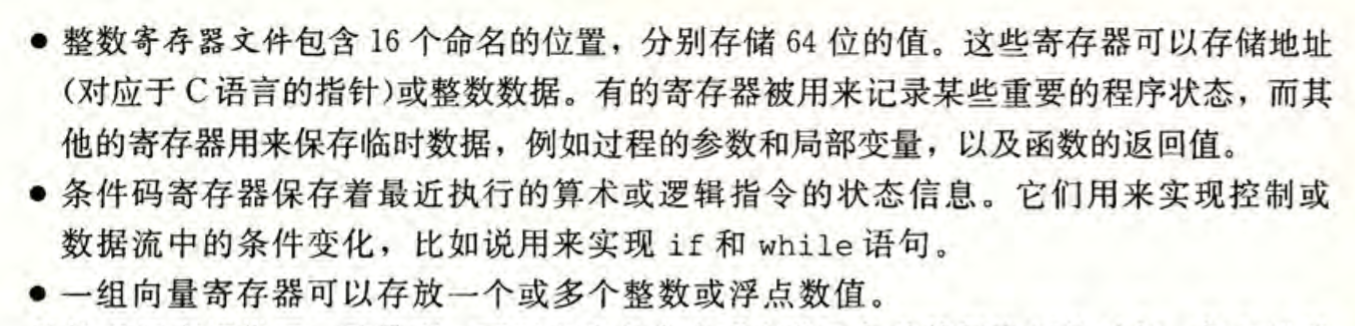 ● 整数寄存器文件包含 16 个命名的位置，分别存储 64 位的值。这些寄存器可以存储地址
(对应于 C 语言的指针)或整数数据。有的寄存器被用来记录某些重要的程序状态，而其
他的寄存器用来保存临时数据，例如过程的参数和局部变量，以及函数的返回值。
● 条件码寄存器保存着最近执行的算术或逻辑指令的状态信息。它们用来实现控制或
数据流中的条件变化，比如说用来实现 if 和 while 语句。
● 一组向量寄存器可以存放一个或多个整数或浮点数值。